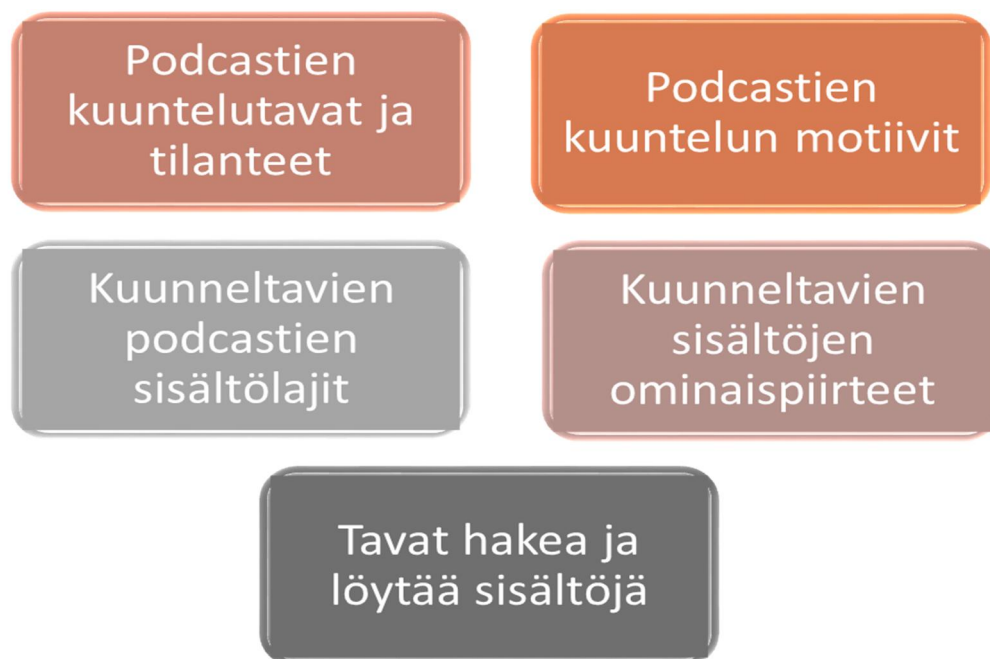 Podcastien
kuuntelutavat ja
tilanteet
Podcastien
kuuntelun motiivit
Kuunneltavien
podcastien
sisältölajit
Kuunneltavien
sisältöjen
ominaispiirteet
Tavat hakea ja
löytää sisältöjä